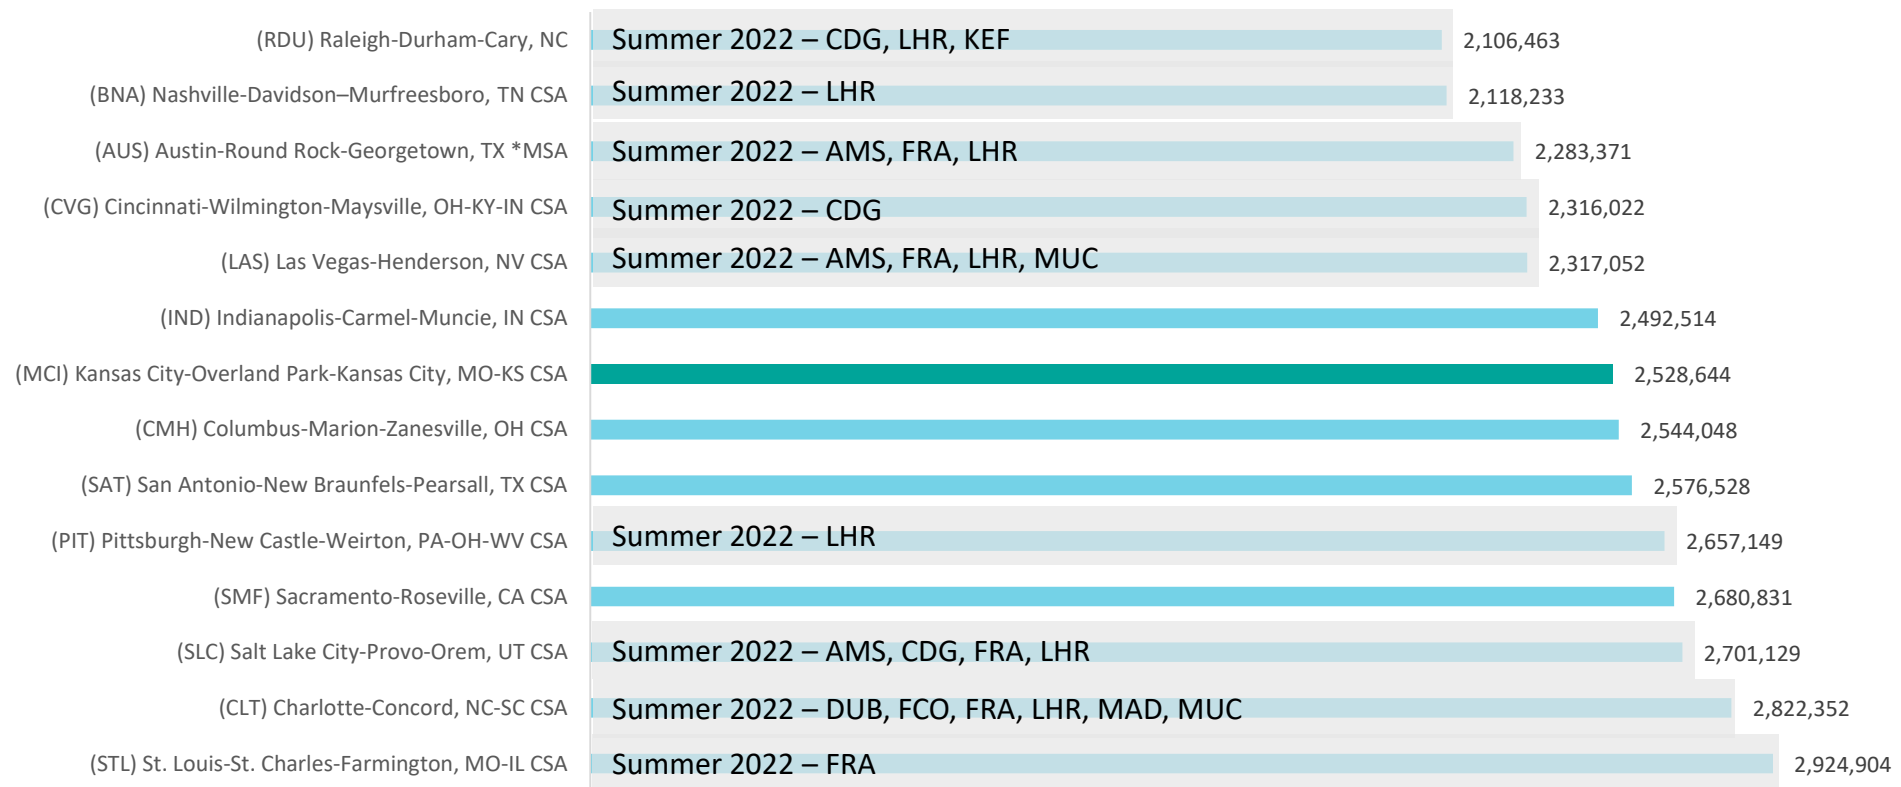 (RDU) Raleigh-Durham-Cary, NC Summer 2022 – CDG, LHR, KEF 2,106,463
(BNA) Nashville-Davidson–Murfreesboro, TN CSA Summer 2022 – LHR 2,118,233
(AUS) Austin-Round Rock-Georgetown, TX *MSA Summer 2022 – AMS, FRA, LHR 2,283,371
(CVG) Cincinnati-Wilmington-Maysville, OH-KY-IN CSA Summer 2022 – CDG 2,316,022
(LAS) Las Vegas-Henderson, NV CSA Summer 2022 – AMS, FRA, LHR, MUC 2,317,052
(IND) Indianapolis-Carmel-Muncie, IN CSA 2,492,514
(MCI) Kansas City-Overland Park-Kansas City, MO-KS CSA 2,528,644
(CMH) Columbus-Marion-Zanesville, OH CSA 2,544,048
(SAT) San Antonio-New Braunfels-Pearsall, TX CSA 2,576,528
(PIT) Pittsburgh-New Castle-Weirton, PA-OH-WV CSA Summer 2022 – LHR 2,657,149
(SMF) Sacramento-Roseville, CA CSA 2,680,831
(SLC) Salt Lake City-Provo-Orem, UT CSA Summer 2022 – AMS, CDG, FRA, LHR 2,701,129
(CLT) Charlotte-Concord, NC-SC CSA Summer 2022 – DUB, FCO, FRA, LHR, MAD, MUC 2,822,352
(STL) St. Louis-St. Charles-Farmington, MO-IL CSA Summer 2022 – FRA 2,924,904